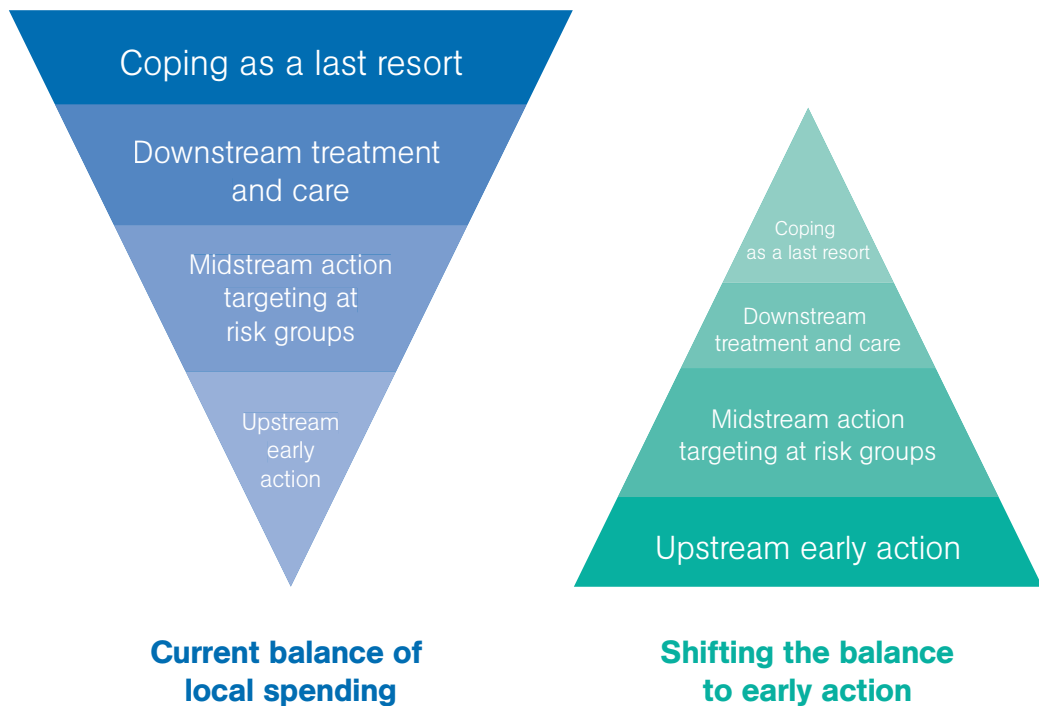 Coping as a last resort
Downstream treatment
and care
Midstream action
targeting at
risk groups
Upstream
early
action
Current balance of
local spending
Coping
as a last resort
Downstream
treatment and care
Midstream action
targeting at risk groups
Upstream early action
Shifting the balance
to early action